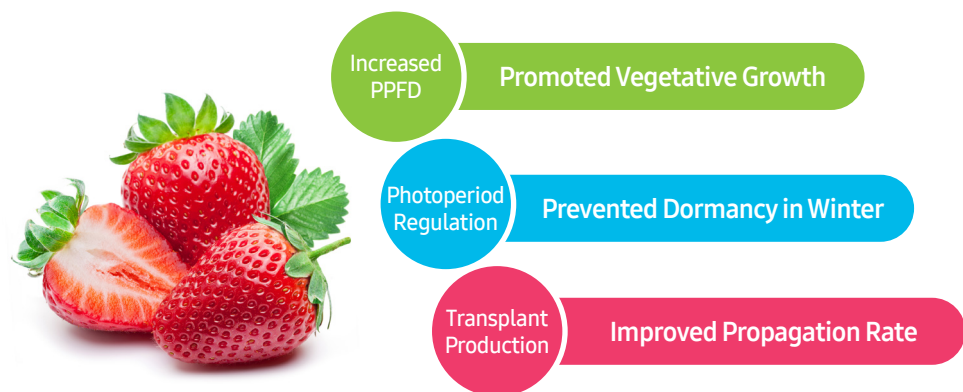 Increased
PPFD
Promoted Vegetative Growth
Photoperiod
Regulation
Prevented Dormancy in Winter
Transplant
Production
Improved Propagation Rate